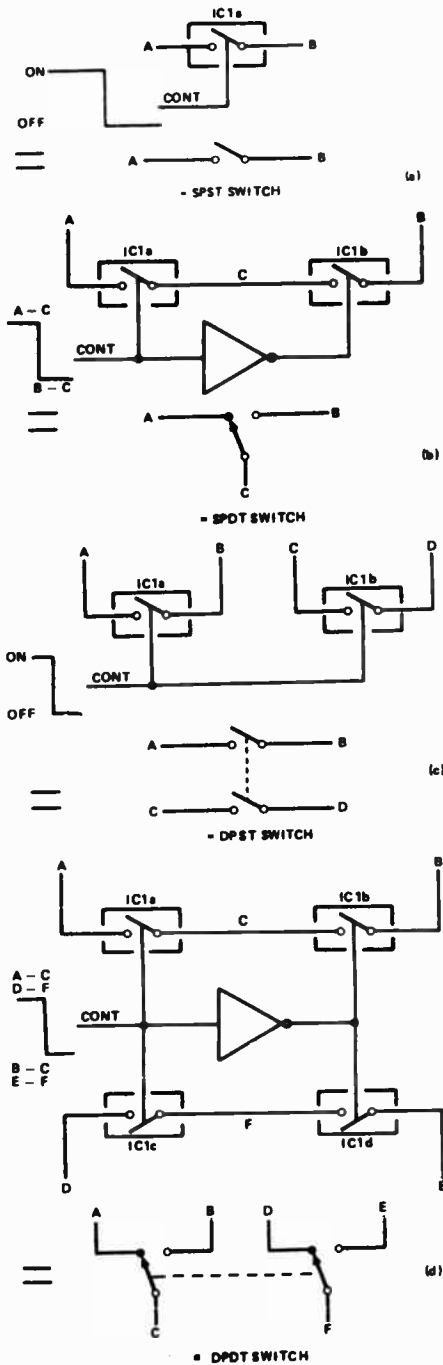 IC1a
A B
ON
CONT
OFF
A B
(a)
= SPST SWITCH
A B
IC1a IC1b
C
A – C
CONT
B – C
A B
(b)
C
= SPDT SWITCH
A B C D
IC1a IC1b
ON
CONT
OFF
A B
(c)
C D
= DPST SWITCH
A B
IC1a IC1b
C
A – C
D – F
CONT
B – C
E – F
F
IC1c IC1d
D E
A B D E
(d)
C F
= DPDT SWITCH